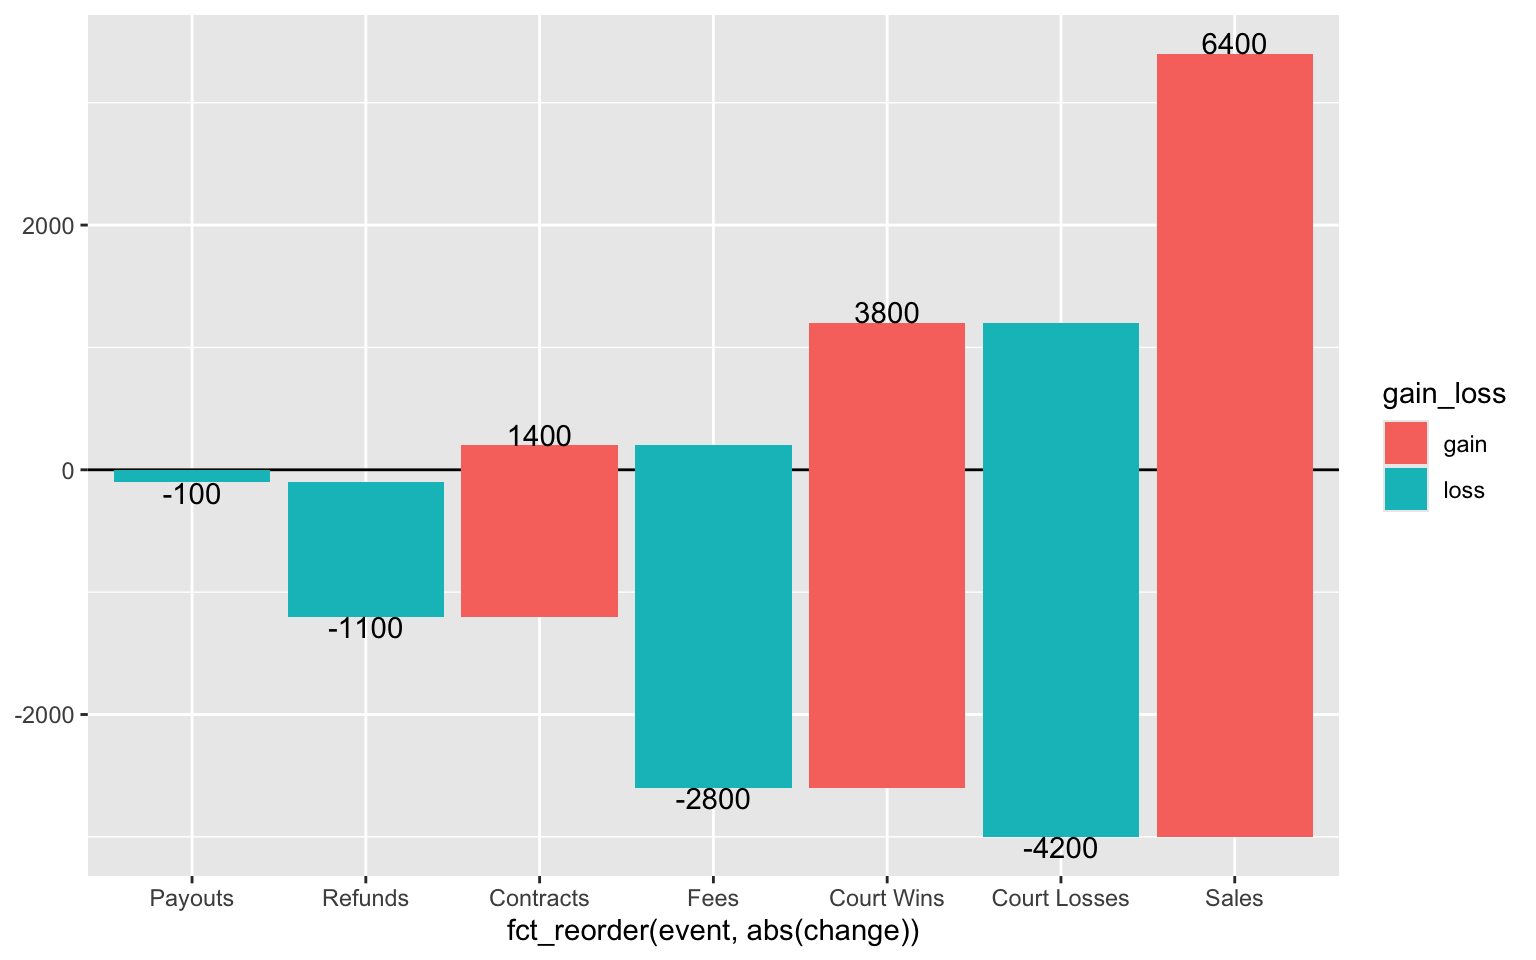 6400
3800
1400
-100
-1100
-2800
-4200
2000
0
-2000
Payouts Refunds Contracts Fees Court Wins Court Losses Sales
fct_reorder(event, abs(change))
gain_loss
gain
loss